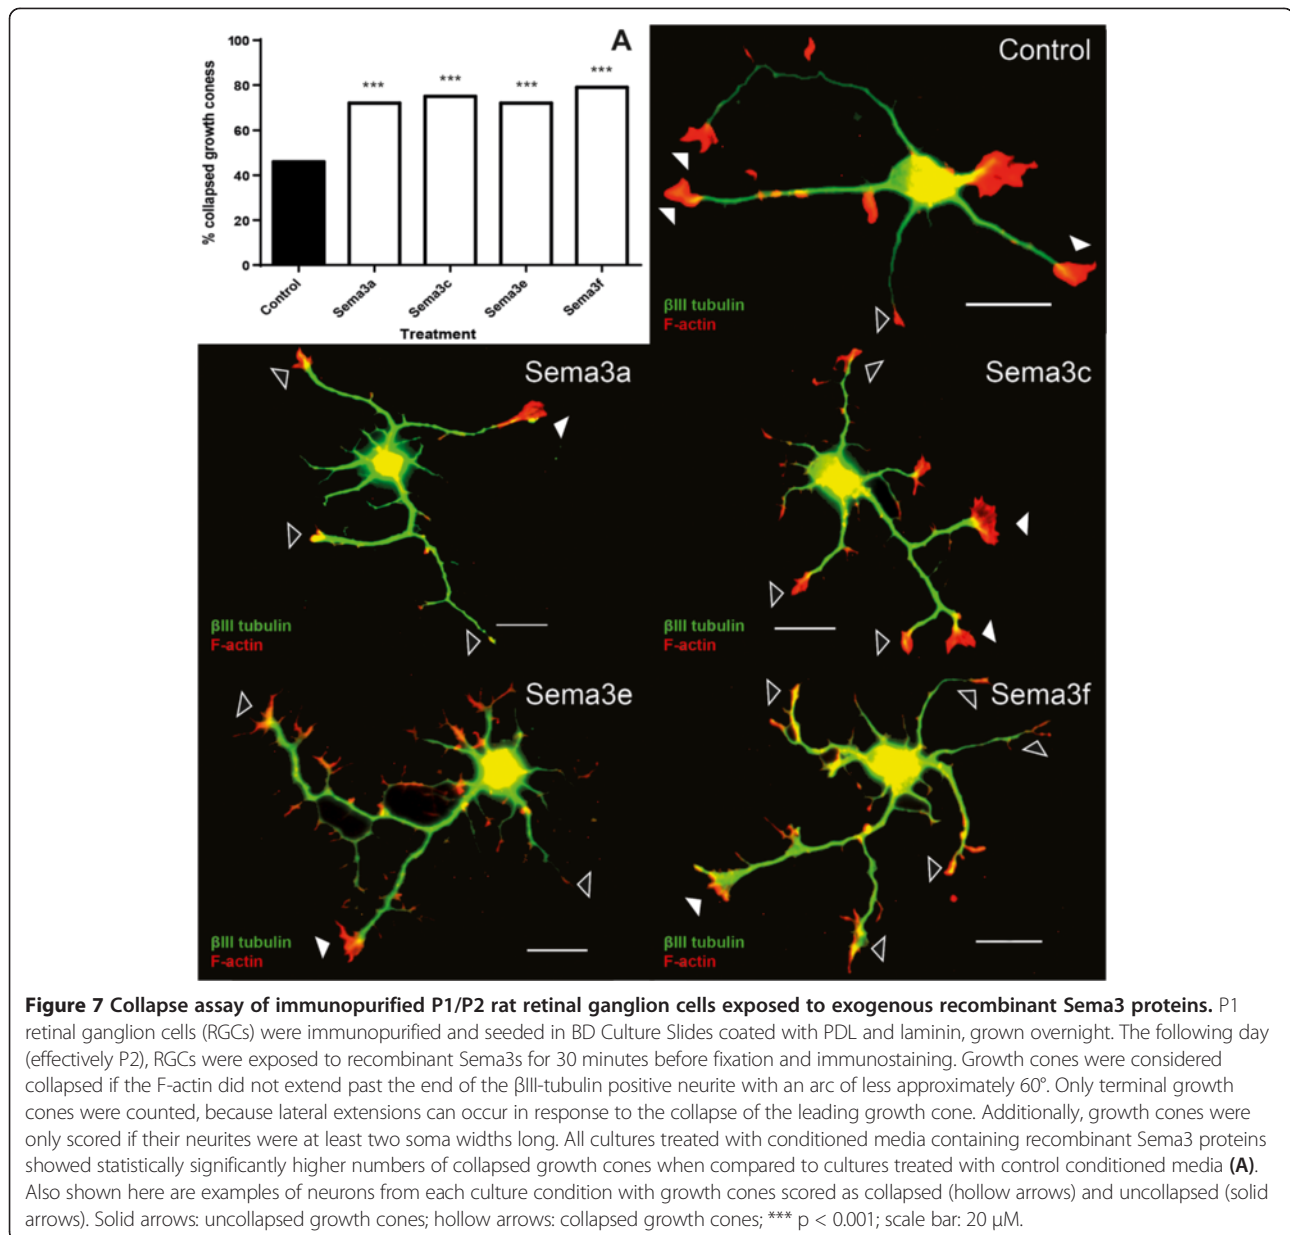 A
100
80
60
40
20
0
% collapsed growth coness
***
***
***
***
Control
Sema3a
Sema3c
Sema3e
Sema3f
Treatment
Control
βIII tubulin
F-actin
Sema3a
βIII tubulin
F-actin
Sema3c
βIII tubulin
F-actin
Sema3e
βIII tubulin
F-actin
Sema3f
βIII tubulin
F-actin
Figure 7 Collapse assay of immunopurified P1/P2 rat retinal ganglion cells exposed to exogenous recombinant Sema3 proteins. P1
retinal ganglion cells (RGCs) were immunopurified and seeded in BD Culture Slides coated with PDL and laminin, grown overnight. The following day
(effectively P2), RGCs were exposed to recombinant Sema3s for 30 minutes before fixation and immunostaining. Growth cones were considered
collapsed if the F-actin did not extend past the end of the βIII-tubulin positive neurite with an arc of less approximately 60°. Only terminal growth
cones were counted, because lateral extensions can occur in response to the collapse of the leading growth cone. Additionally, growth cones were
only scored if their neurites were at least two soma widths long. All cultures treated with conditioned media containing recombinant Sema3 proteins
showed statistically significantly higher numbers of collapsed growth cones when compared to cultures treated with control conditioned media (A).
Also shown here are examples of neurons from each culture condition with growth cones scored as collapsed (hollow arrows) and uncollapsed (solid
arrows). Solid arrows: uncollapsed growth cones; hollow arrows: collapsed growth cones; *** p < 0.001; scale bar: 20 μM.